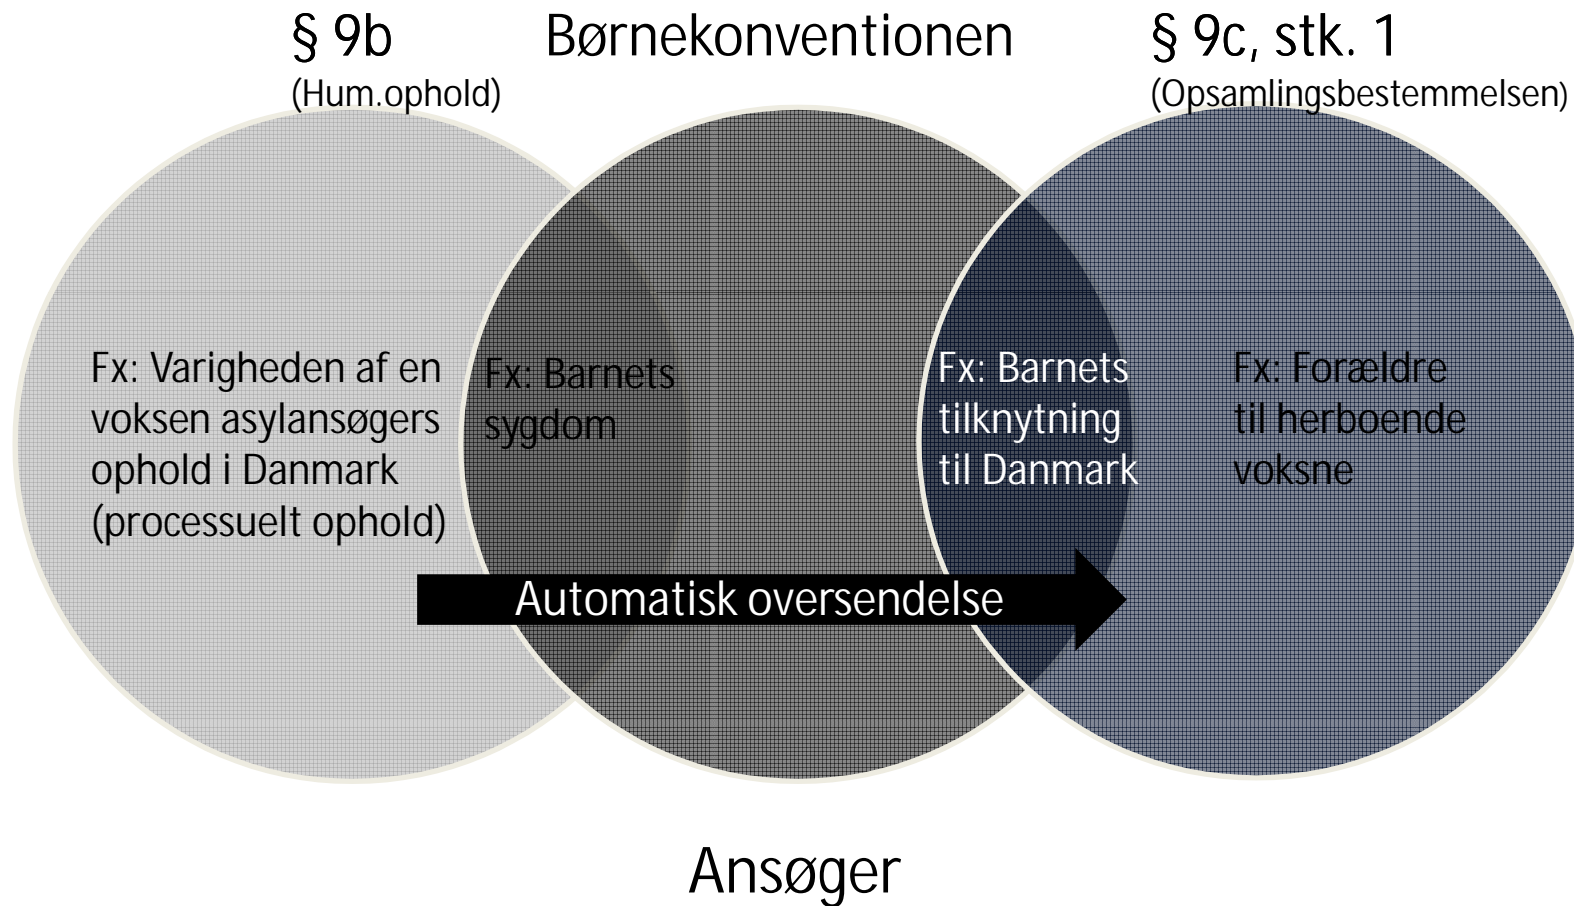 § 9b
(Hum.ophold)
Børnekonventionen
§ 9c, stk. 1
(Opsamlingsbestemmelsen)
Fx: Varigheden af en
voksen asylansøgers
ophold i Danmark
(processuelt ophold)
Fx: Barnets
sygdom
Fx: Barnets
tilknytning
til Danmark
Fx: Forældre
til herboende
voksne
Automatisk oversendelse
Ansøger